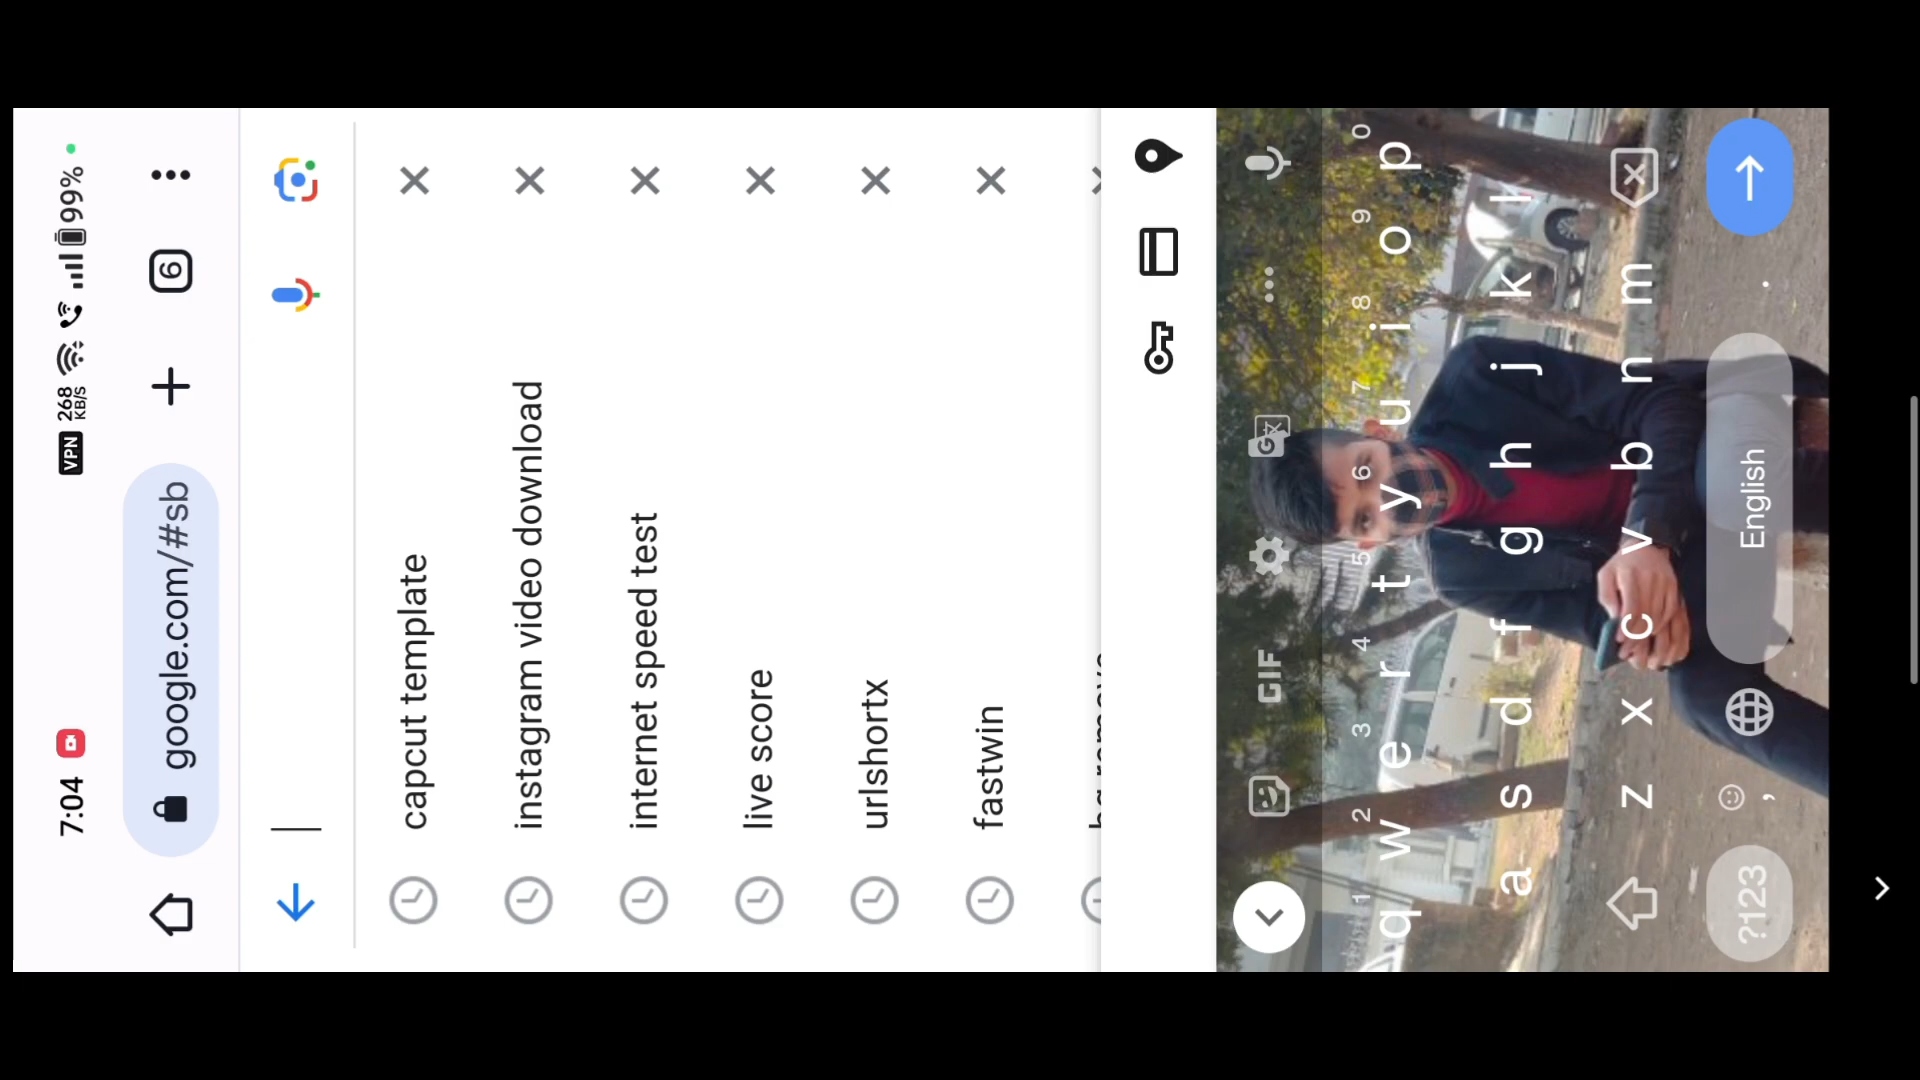 7:04
VPN
268
KB/S
99%
google.com/#sb
6
capcut template
instagram video download
internet speed test
live score
urlshortx
fastwin
GIF
1 2 3 4 5 6 7 8 9 0
q w e r t y u i o p
a s d f g h j k l
z x c v b n m
?123 , English .